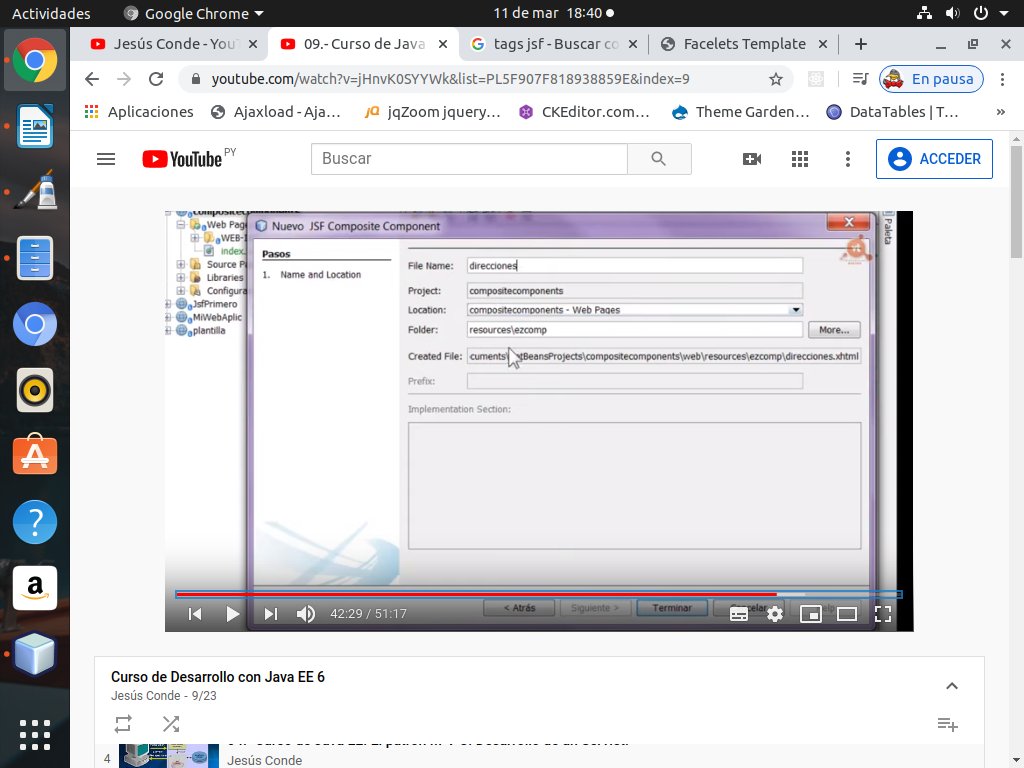 Actividades Google Chrome 11 de mar 18:40
Jesús Conde - You 09.- Curso de Java tags jsf - Buscar co Facelets Template
youtube.com/watch?v=jHnvK0SYYWk&list=PL5F907F818938859E&index=9 En pausa
Aplicaciones Ajaxload - Aja... jqZoom jquery... CKEditor.com... Theme Garden... DataTables | T... »
YouTube PY Buscar ACCEDER
Web Page
index.
Source P
Libraries
Configura
JsfPrimero
MiWebAplic
plantilla
Paleta
Nuevo JSF Composite Component
Pasos
1. Name and Location
File Name: direcciones
Project: compositecomponents
Location: compositecomponents - Web Pages
Folder: resources\ezcomp More...
Created File: cuments\ tBeansProjects\compositecomponents\web\resources\ezcomp\direcciones.xhtml
Prefix:
Implementation Section:
< Atrás Siguiente > Terminar Cancelar
42:29 / 51:17
Curso de Desarrollo con Java EE 6
Jesús Conde - 9/23
4
Jesús Conde
a